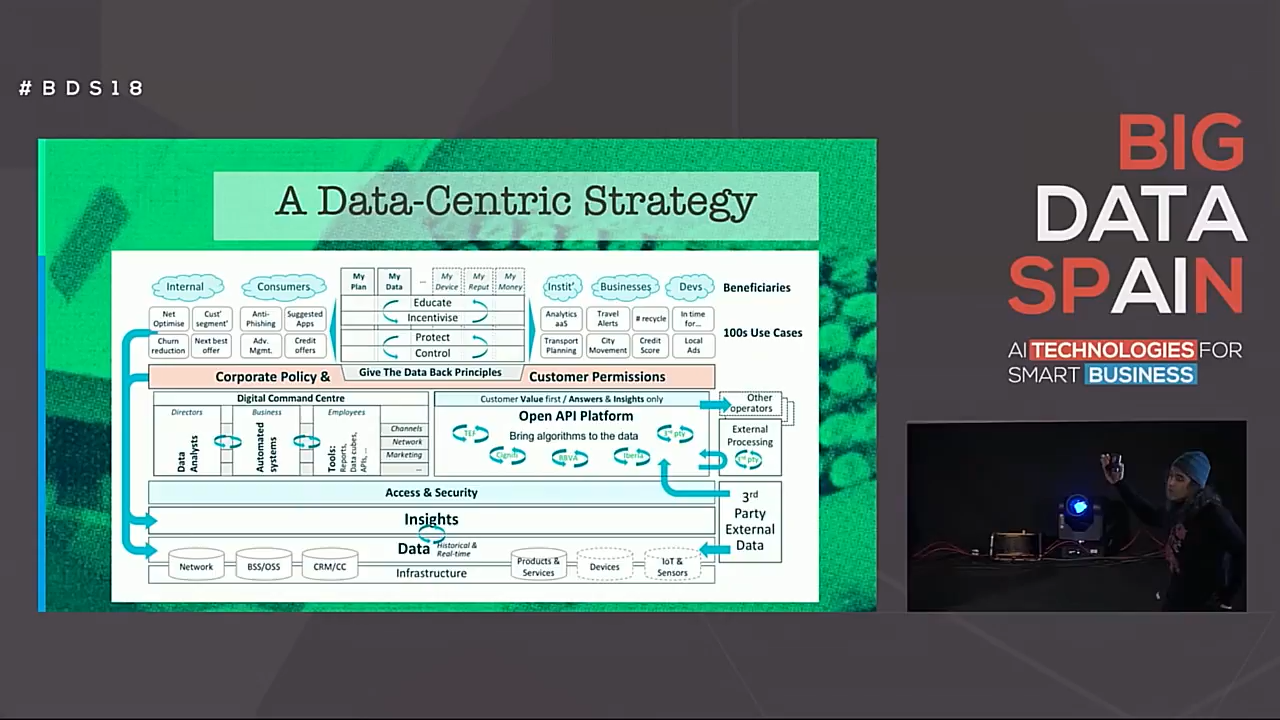 #BDS18
BIG
DATA
SPAIN
AI TECHNOLOGIES FOR
SMART BUSINESS
A Data-Centric Strategy
Internal
Consumers
My Plan
My Data
...
My Device
My Reput
My Money
Instit'
Businesses
Devs
Beneficiaries
Net Optimise
Cust' segment'
Anti-Phishing
Suggested Apps
Educate
Incentivise
Analytics aaS
Travel Alerts
# recycle
In time for...
100s Use Cases
Churn reduction
Next best offer
Adv. Mgmt.
Credit offers
Protect
Control
Transport Planning
City Movement
Credit Score
Local Ads
Corporate Policy &
Give The Data Back Principles
Customer Permissions
Digital Command Centre
Directors
Business
Employees
Data Analysts
Automated systems
Tools:
Reports,
Data cubes,
APIs, ...
Channels
Network
Marketing
...
Customer Value first / Answers & Insights only
Open API Platform
Bring algorithms to the data
TEF
3rd pty
Cignifi
BBVA
Iberia
Other operators
External Processing
3rd pty
Access & Security
Insights
Data
Historical & Real-time
3rd Party External Data
Network
BSS/OSS
CRM/CC
Products & Services
Devices
IoT & Sensors
Infrastructure